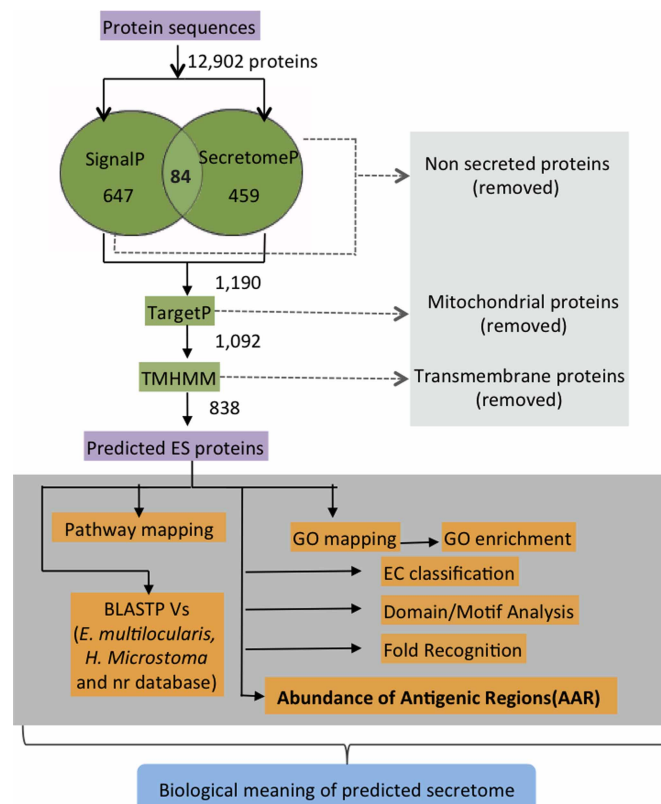 Protein sequences
12,902 proteins
SignalP
SecretomeP
84
647
459
Non secreted proteins
(removed)
1,190
TargetP
Mitochondrial proteins
(removed)
1,092
TMHMM
Transmembrane proteins
(removed)
838
Predicted ES proteins
Pathway mapping
GO mapping
GO enrichment
EC classification
BLASTP Vs
(E. multilocularis,
H. Microstoma
and nr database)
Domain/Motif Analysis
Fold Recognition
Abundance of Antigenic Regions(AAR)
Biological meaning of predicted secretome